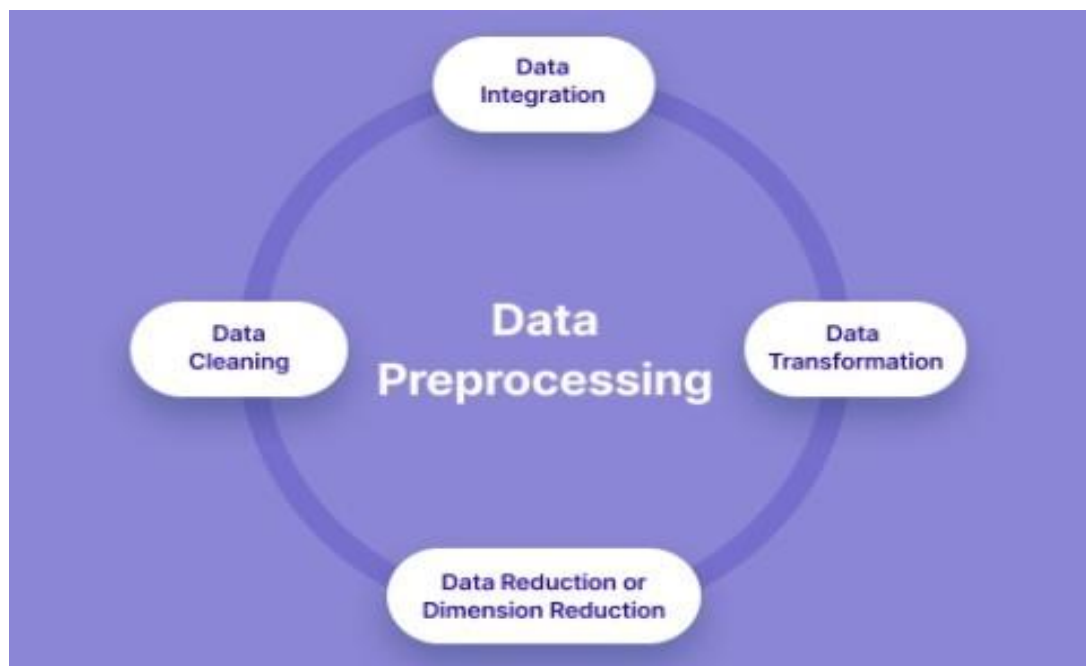 Data
Integration
Data
Cleaning
Data
Preprocessing
Data
Transformation
Data Reduction or
Dimension Reduction